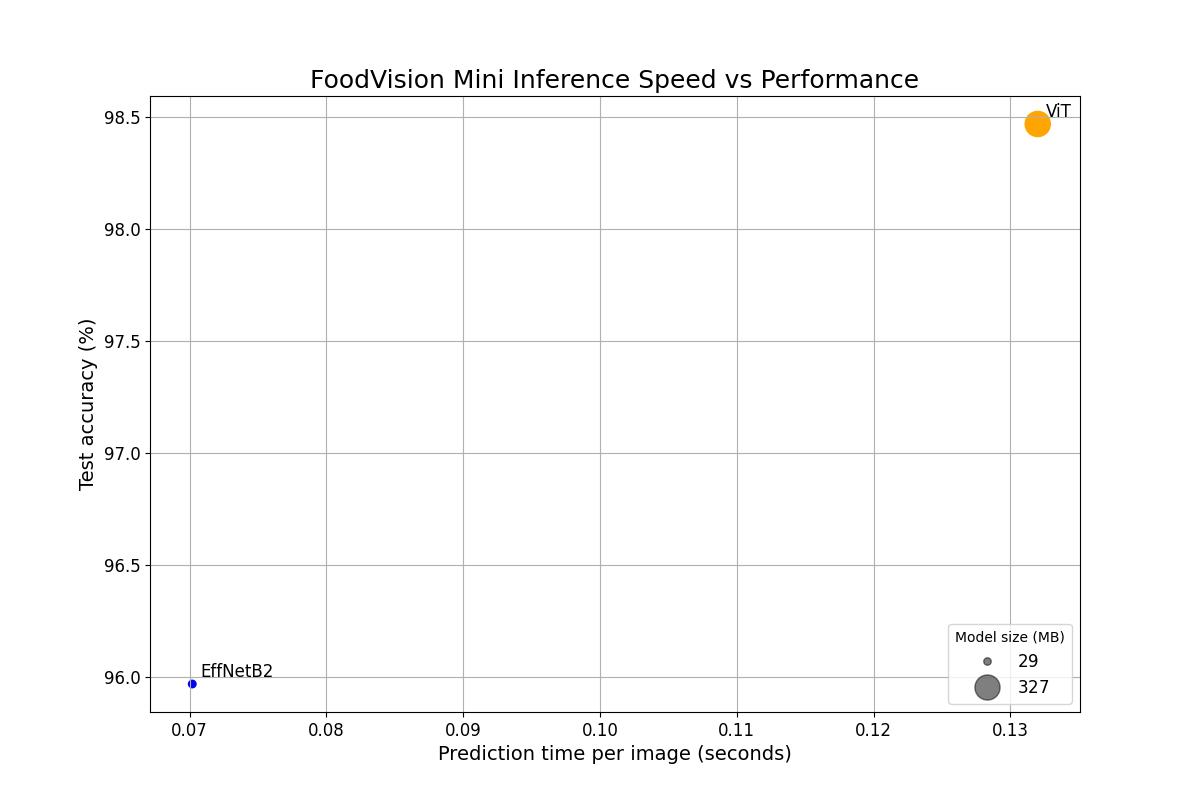 FoodVision Mini Inference Speed vs Performance
98.5
98.0
97.5
97.0
96.5
96.0
Test accuracy (%)
ViT
EffNetB2
Model size (MB)
29
327
0.07 0.08 0.09 0.10 0.11 0.12 0.13
Prediction time per image (seconds)